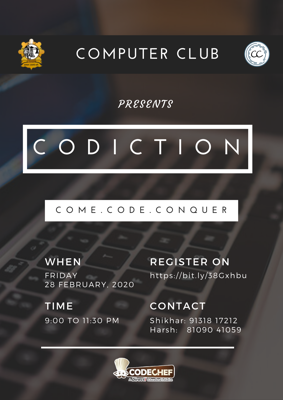 COMPUTER CLUB
CC
PRESENTS
CODICTION
COME.CODE.CONQUER
WHEN
FRIDAY
28 FEBRUARY, 2020
REGISTER ON
https://bit.ly/38Gxhbu
TIME
9:00 TO 11:30 PM
CONTACT
Shikhar: 91318 17212
Harsh: 81090 41059
CODECHEF